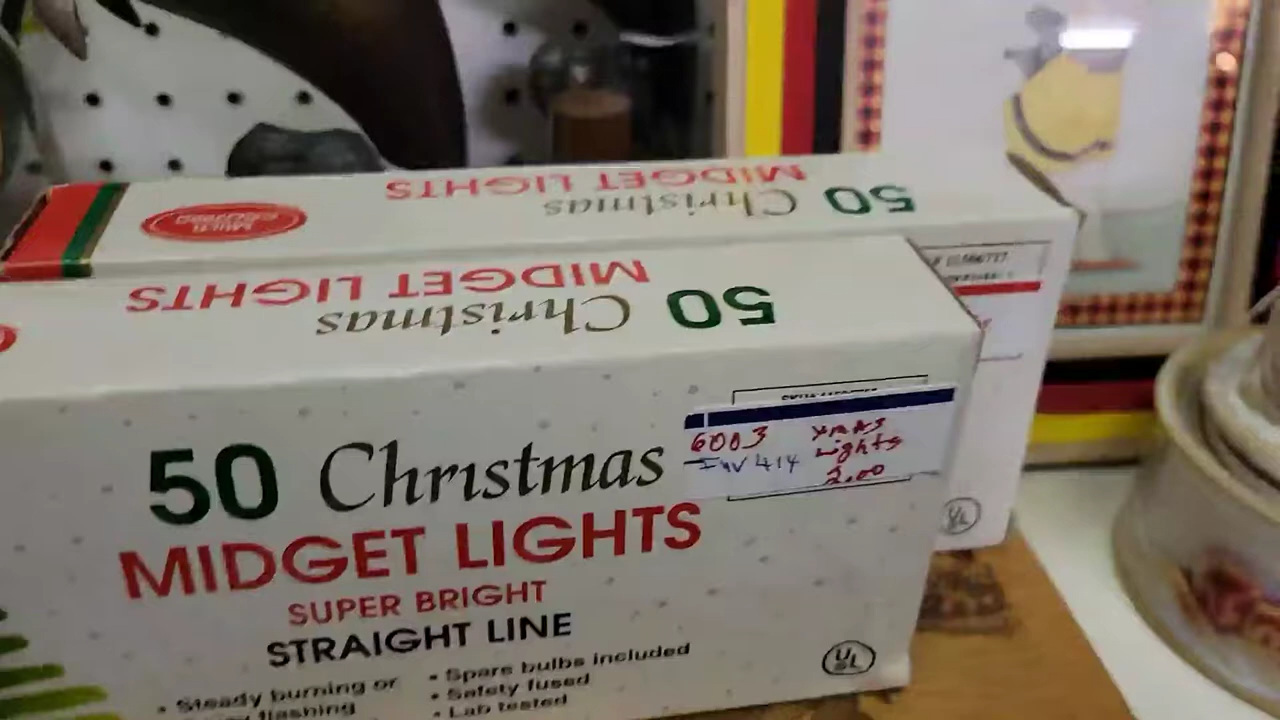 50 Christmas
MIDGET LIGHTS
50 Christmas
MIDGET LIGHTS
50 Christmas
MIDGET LIGHTS
SUPER BRIGHT
STRAIGHT LINE
• Steady burning or
flashing
• Spare bulbs included
• Safety fused
• Lab tested
6003 xmas
Inv 414 Lights
2.00
UL
UL